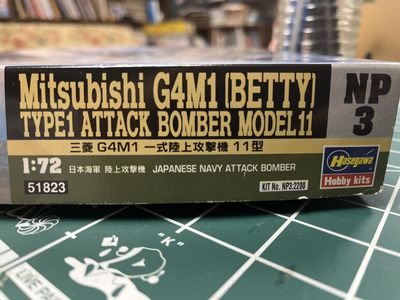 Mitsubishi G4M1 (BETTY)
TYPE1 ATTACK BOMBER MODEL11
三菱 G4M1 一式陸上攻撃機 11型
1:72
51823
日本海軍 陸上攻撃機 JAPANESE NAVY ATTACK BOMBER
KIT No. NP3:2200
NP
3
Hasegawa
Hobby kits
"K"
LIVE